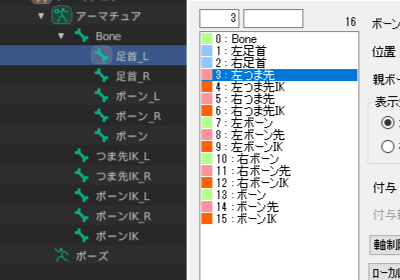 アーマチュア
Bone
足首_L
足首_R
ボーン_L
ボーン_R
ボーン
つま先IK_L
つま先IK_R
ボーンIK_L
ボーンIK_R
ボーンIK
ポーズ
3
16
0 : Bone
1 : 左足首
2 : 右足首
3 : 左つま先
4 : 左つま先IK
5 : 右つま先
6 : 右つま先IK
7 : 左ボーン
8 : 左ボーン先
9 : 左ボーンIK
10 : 右ボーン
11 : 右ボーン先
12 : 右ボーンIK
13 : ボーン
14 : ボーン先
15 : ボーンIK
ボーン
位置
親ボー
表示
付与
付与
軸制限
ローカル